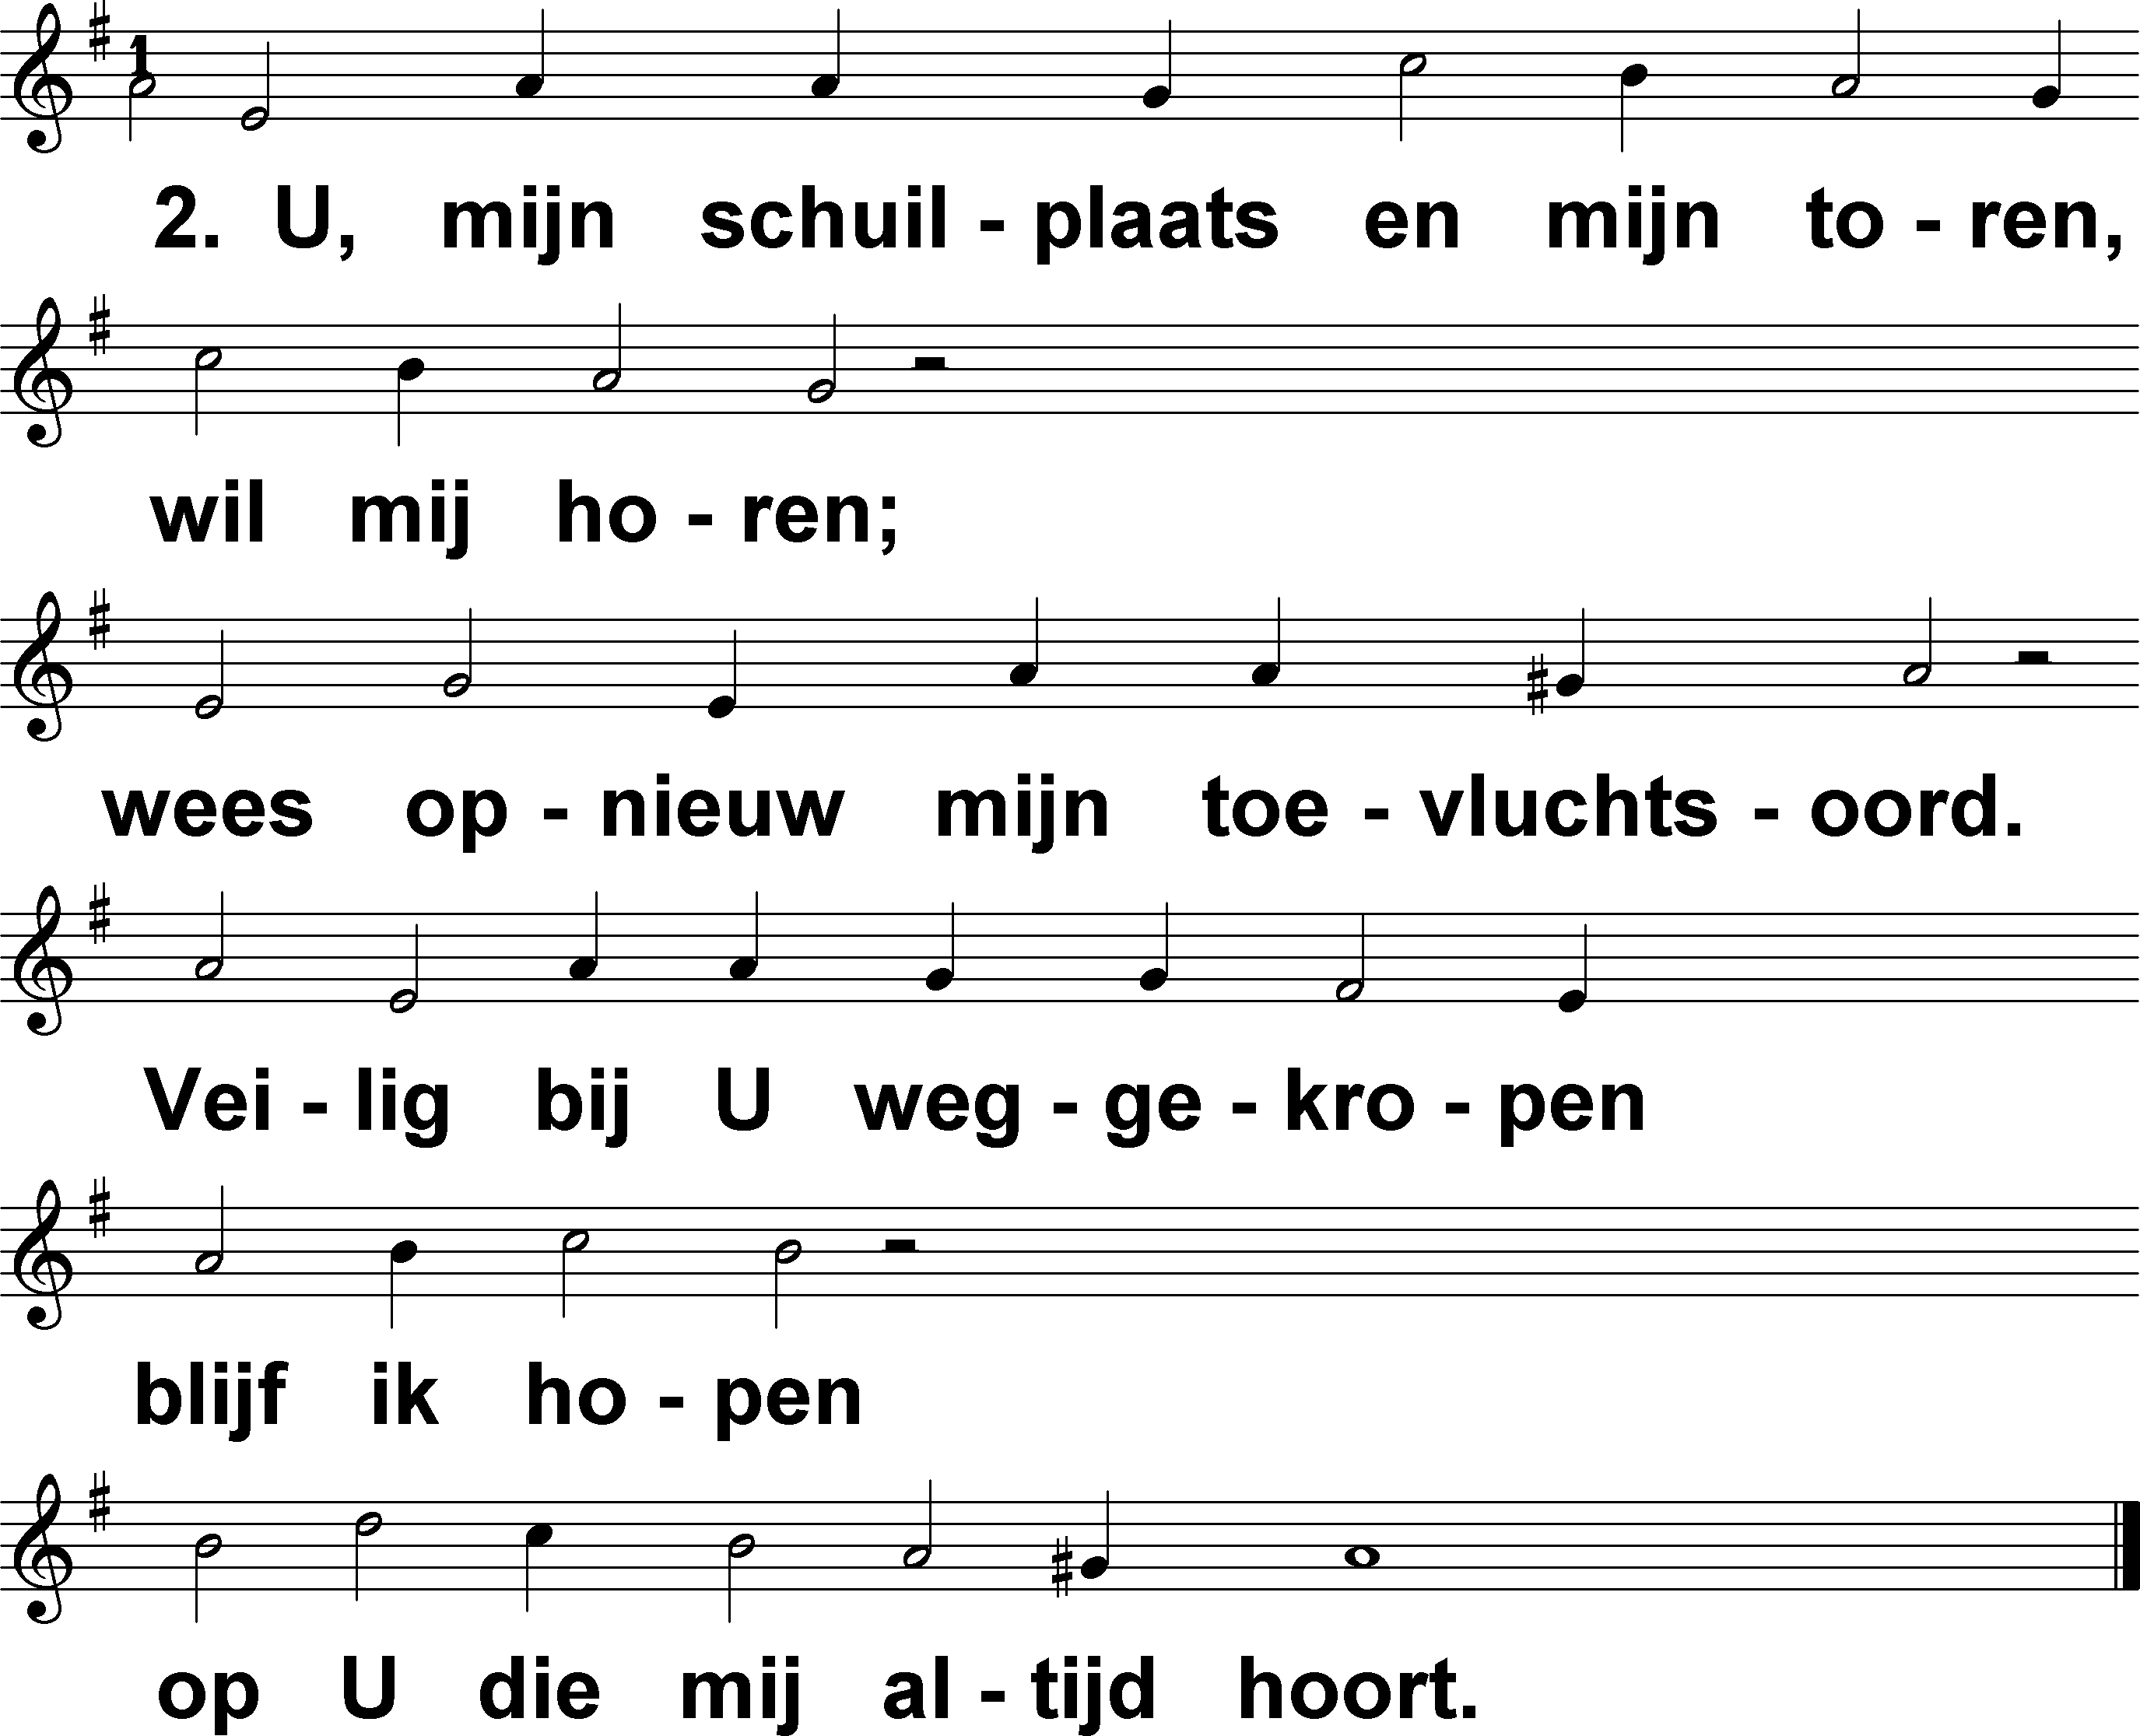 1
2. U, mijn schuil - plaats en mijn to - ren,
wil mij ho - ren;
wees op - nieuw mijn toe - vluchts - oord.
Vei - lig bij U weg - ge - kro - pen
blijf ik ho - pen
op U die mij al - tijd hoort.